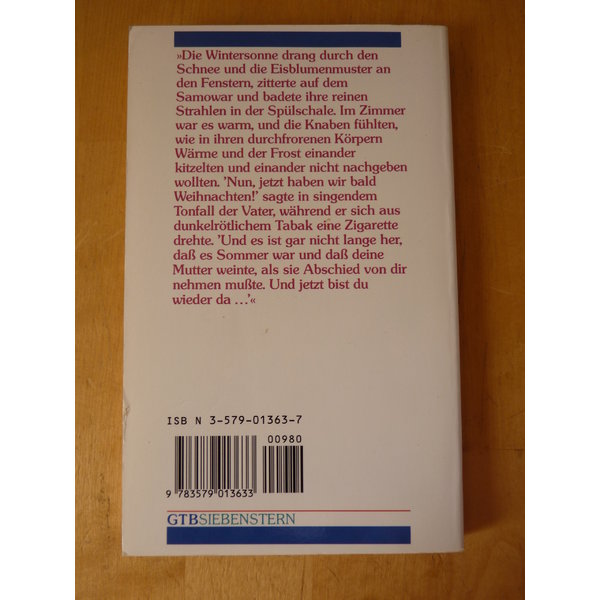 »Die Wintersonne drang durch den
Schnee und die Eisblumenmuster an
den Fenstern, zitterte auf dem
Samowar und badete ihre reinen
Strahlen in der Spülschale. Im Zimmer
war es warm, und die Knaben fühlten,
wie in ihren durchfrorenen Körpern
Wärme und der Frost einander
kitzelten und einander nicht nachgeben
wollten. 'Nun, jetzt haben wir bald
Weihnachten!' sagte in singendem
Tonfall der Vater, während er sich aus
dunkelrötlichem Tabak eine Zigarette
drehte. 'Und es ist gar nicht lange her,
daß es Sommer war und daß deine
Mutter weinte, als sie Abschied von dir
nehmen mußte. Und jetzt bist du
wieder da ...'«
ISB N 3-579-01363-7
00980
9 783579 013633
GTBSIEBENSTERN